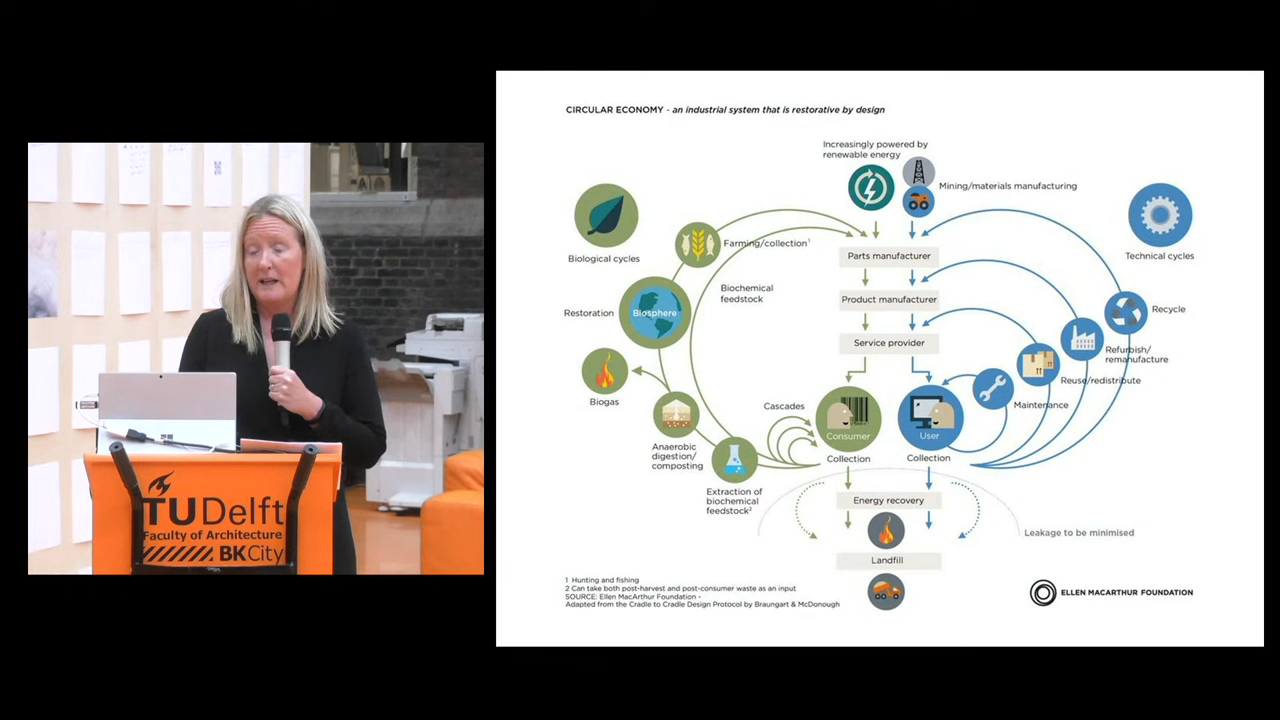 TUDelft
Faculty of Architecture
BKCity
CIRCULAR ECONOMY - an industrial system that is restorative by design
Increasingly powered by
renewable energy
Mining/materials manufacturing
Biological cycles
Farming/collection¹
Parts manufacturer
Technical cycles
Biochemical
feedstock
Product manufacturer
Restoration
Biosphere
Recycle
Service provider
Refurbish/
remanufacture
Reuse/redistribute
Biogas
Cascades
Maintenance
Consumer
User
Anaerobic
digestion/
composting
Collection
Collection
Extraction of
biochemical
feedstock²
Energy recovery
Leakage to be minimised
Landfill
1 Hunting and fishing
2 Can take both post-harvest and post-consumer waste as an input
SOURCE: Ellen MacArthur Foundation -
Adapted from the Cradle to Cradle Design Protocol by Braungart & McDonough
ELLEN MACARTHUR FOUNDATION